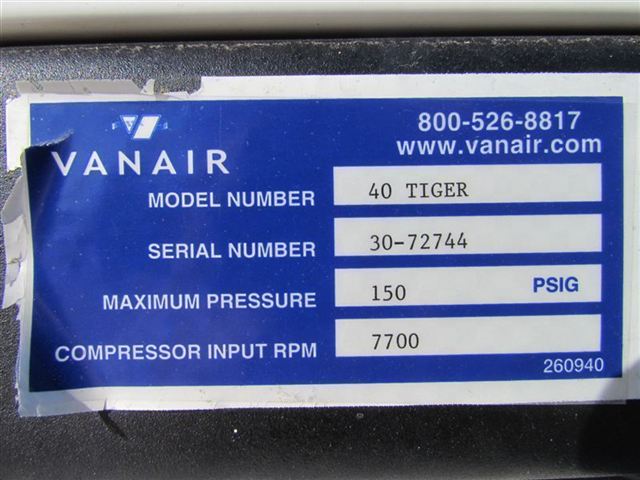 800-526-8817
VANAIR www.vanair.com
MODEL NUMBER 40 TIGER
SERIAL NUMBER 30-72744
MAXIMUM PRESSURE 150 PSIG
COMPRESSOR INPUT RPM 7700
260940